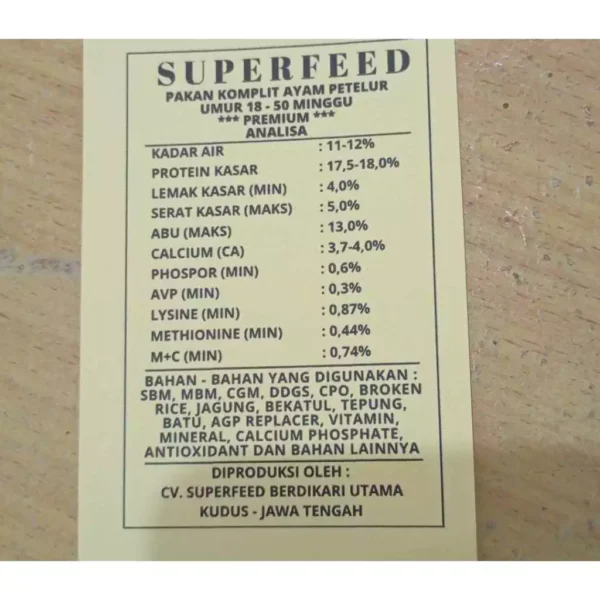 SUPERFEED
PAKAN KOMPLIT AYAM PETELUR
UMUR 18 - 50 MINGGU
*** PREMIUM ***
ANALISA
KADAR AIR : 11-12%
PROTEIN KASAR : 17,5-18,0%
LEMAK KASAR (MIN) : 4,0%
SERAT KASAR (MAKS) : 5,0%
ABU (MAKS) : 13,0%
CALCIUM (CA) : 3,7-4,0%
PHOSPOR (MIN) : 0,6%
AVP (MIN) : 0,3%
LYSINE (MIN) : 0,87%
METHIONINE (MIN) : 0,44%
M+C (MIN) : 0,74%
BAHAN - BAHAN YANG DIGUNAKAN :
SBM, MBM, CGM, DDGS, CPO, BROKEN
RICE, JAGUNG, BEKATUL, TEPUNG,
BATU, AGP REPLACER, VITAMIN,
MINERAL, CALCIUM PHOSPHATE,
ANTIOXIDANT DAN BAHAN LAINNYA
DIPRODUKSI OLEH :
CV. SUPERFEED BERDIKARI UTAMA
KUDUS - JAWA TENGAH